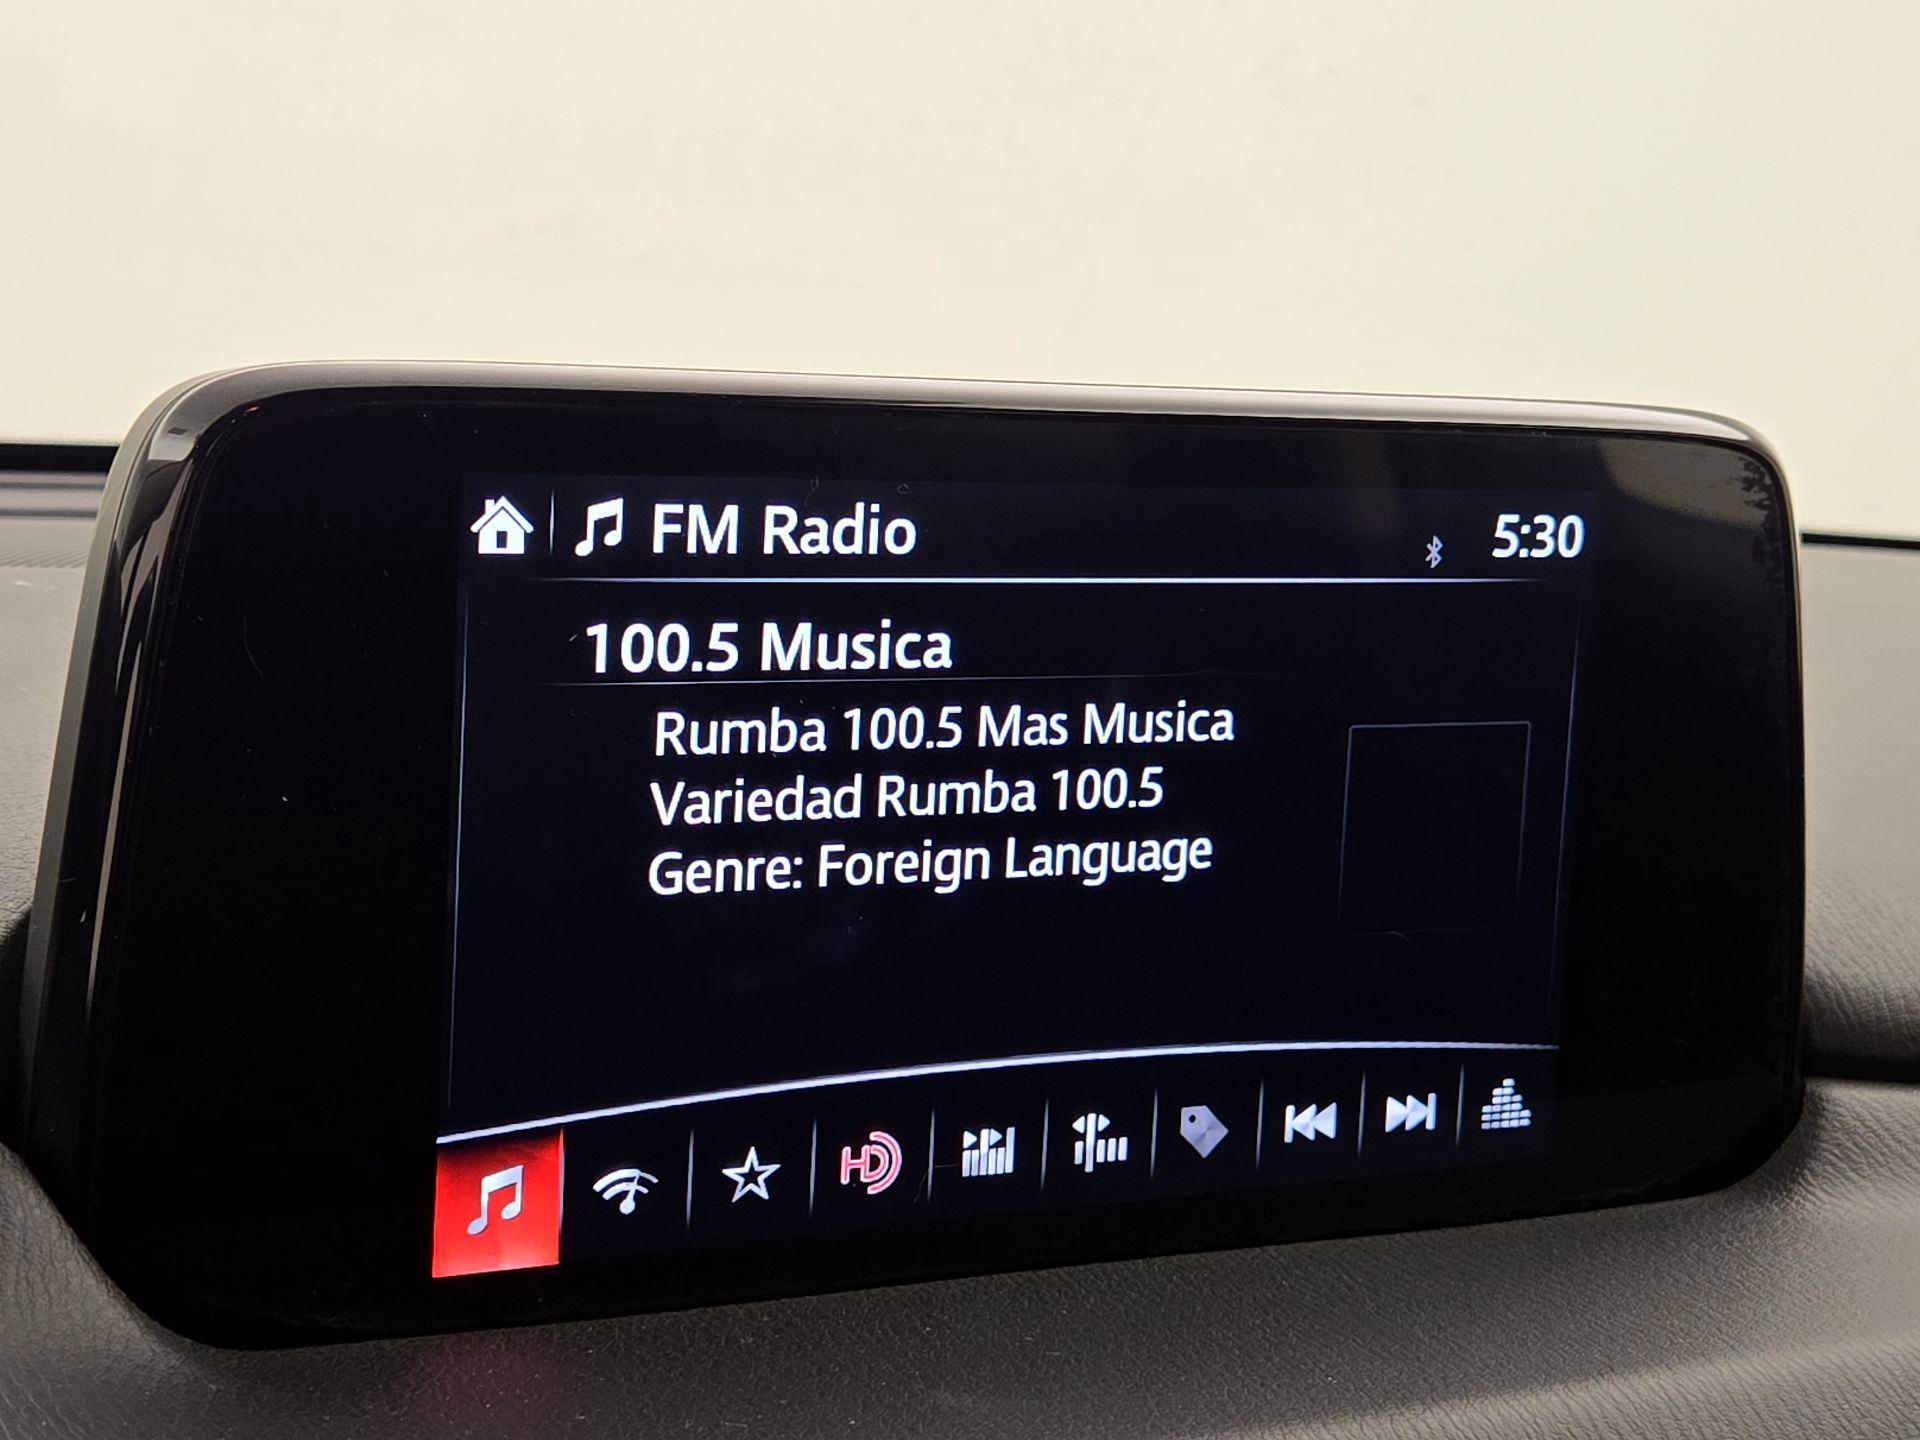 FM Radio
5:30
100.5 Musica
Rumba 100.5 Mas Musica
Variedad Rumba 100.5
Genre: Foreign Language
HD